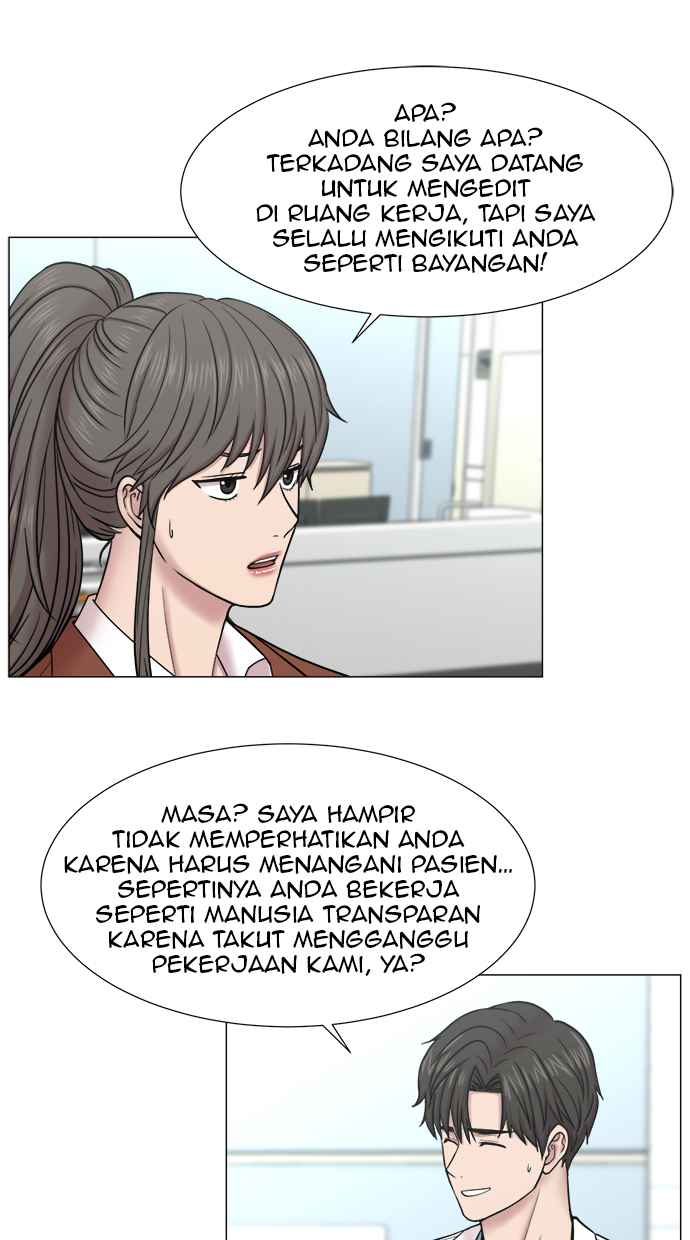 APA?
ANDA BILANG APA?
TERKADANG SAYA DATANG
UNTUK MENGEDIT
DI RUANG KERJA, TAPI SAYA
SELALU MENGIKUTI ANDA
SEPERTI BAYANGAN!
MASA? SAYA HAMPIR
TIDAK MEMPERHATIKAN ANDA
KARENA HARUS MENANGANI PASIEN...
SEPERTINYA ANDA BEKERJA
SEPERTI MANUSIA TRANSPARAN
KARENA TAKUT MENGGANGGU
PEKERJAAN KAMI, YA?